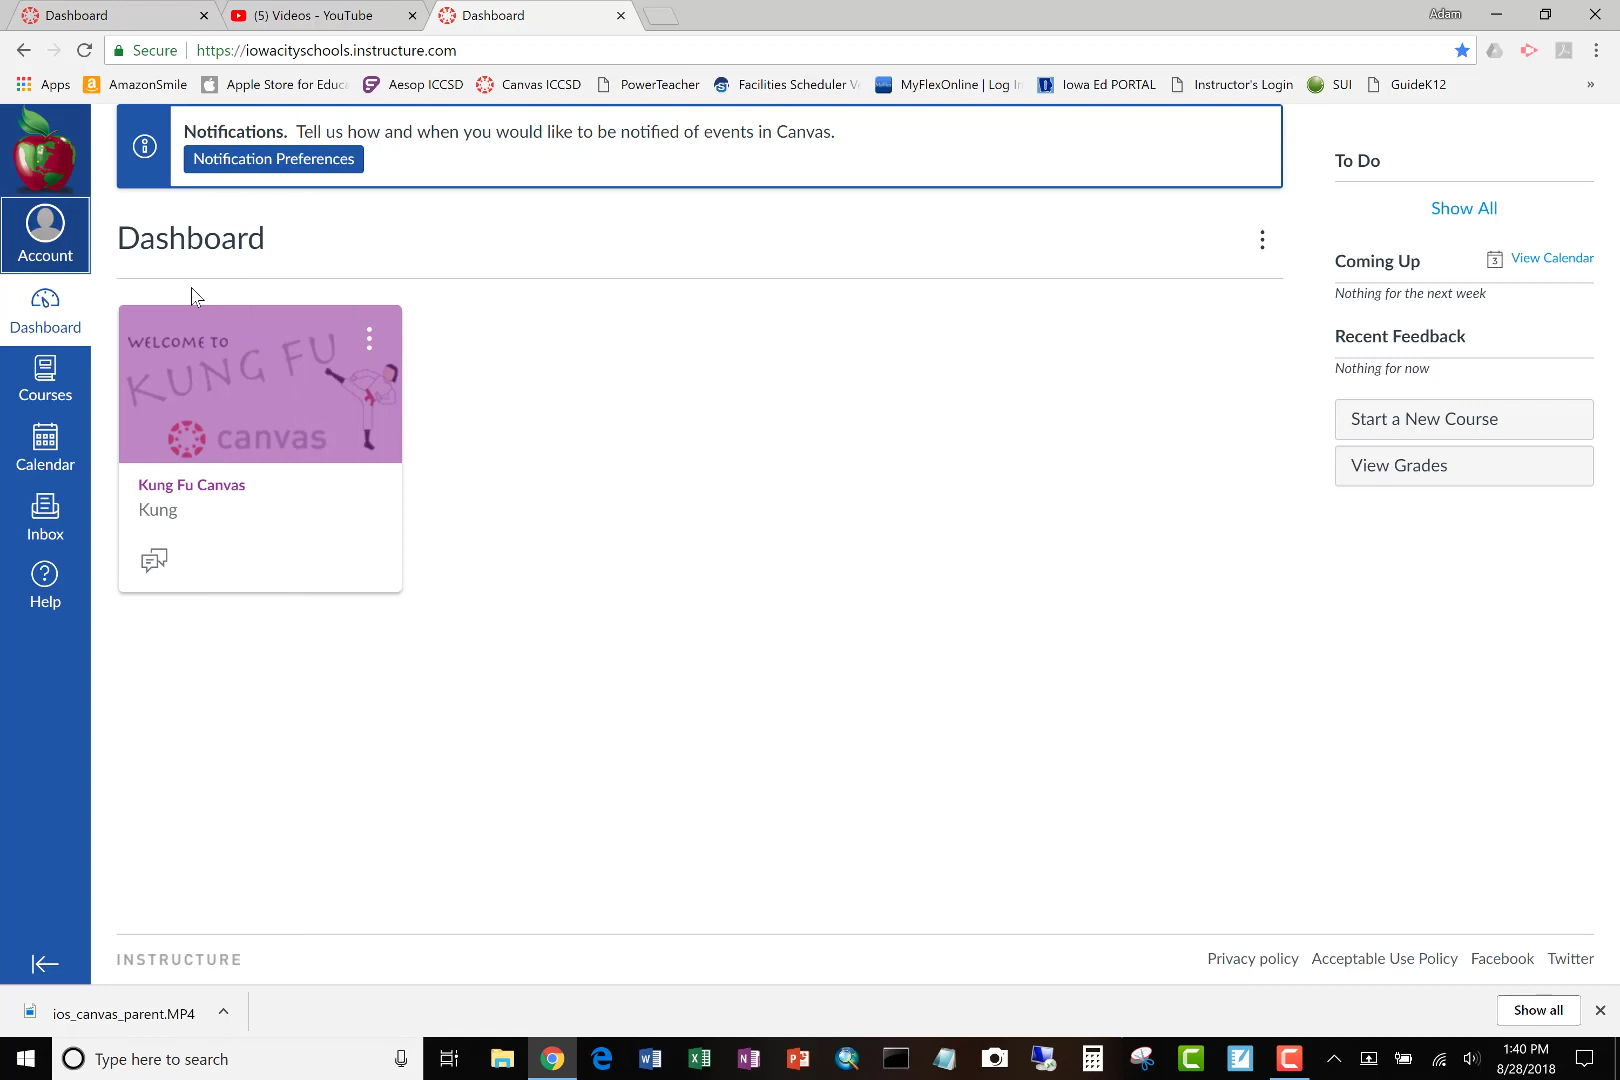 Dashboard
(5) Videos - YouTube
Dashboard
Adam
Secure
https://iowacityschools.instructure.com
Apps
AmazonSmile
Apple Store for Educa
Aesop ICCSD
Canvas ICCSD
PowerTeacher
Facilities Scheduler V
MyFlexOnline | Log In
Iowa Ed PORTAL
Instructor's Login
SUI
GuideK12
»
Notifications. Tell us how and when you would like to be notified of events in Canvas.
Notification Preferences
Account
Dashboard
Courses
Calendar
Inbox
Help
Dashboard
WELCOME TO
KUNG FU
canvas
Kung Fu Canvas
Kung
To Do
Show All
Coming Up
3
View Calendar
Nothing for the next week
Recent Feedback
Nothing for now
Start a New Course
View Grades
INSTRUCTURE
Privacy policy
Acceptable Use Policy
Facebook
Twitter
ios_canvas_parent.MP4
Show all
Type here to search
1:40 PM
8/28/2018